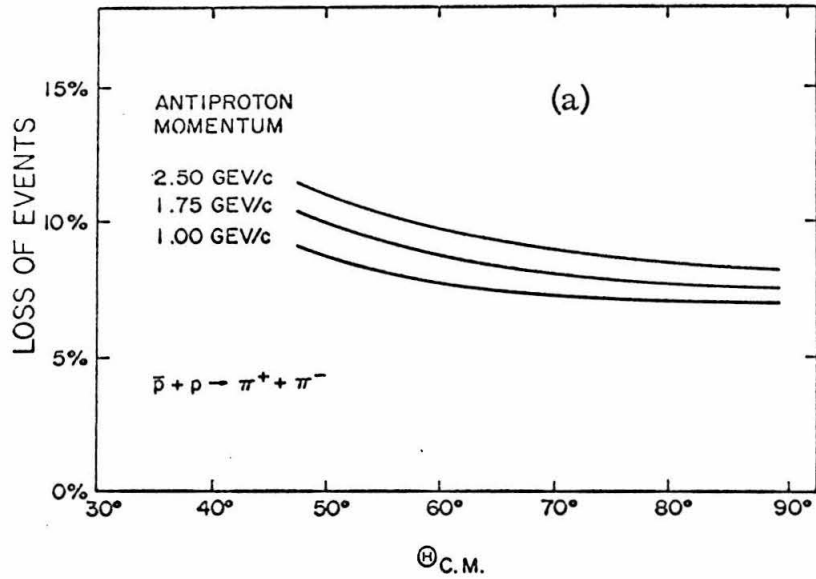 (a)
15%
ANTIPROTON
MOMENTUM
2.50 GEV/c
1.75 GEV/c
1.00 GEV/c
10%
LOSS OF EVENTS
5%
p̄ + p → π⁺ + π⁻
0%
30° 40° 50° 60° 70° 80° 90°
Ⓗ C.M.